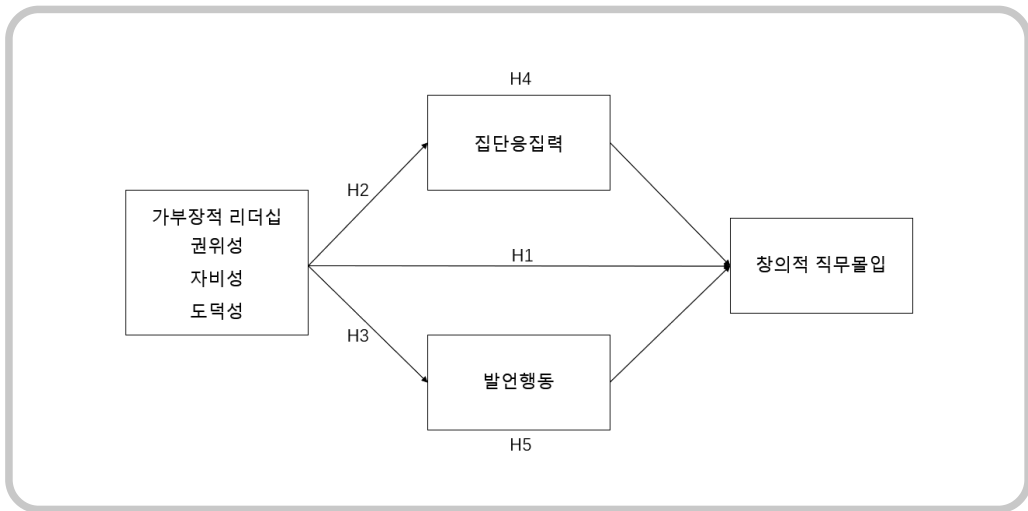 H4
집단응집력
H2
가부장적 리더십
권위성
자비성
도덕성
H1
창의적 직무몰입
H3
발언행동
H5